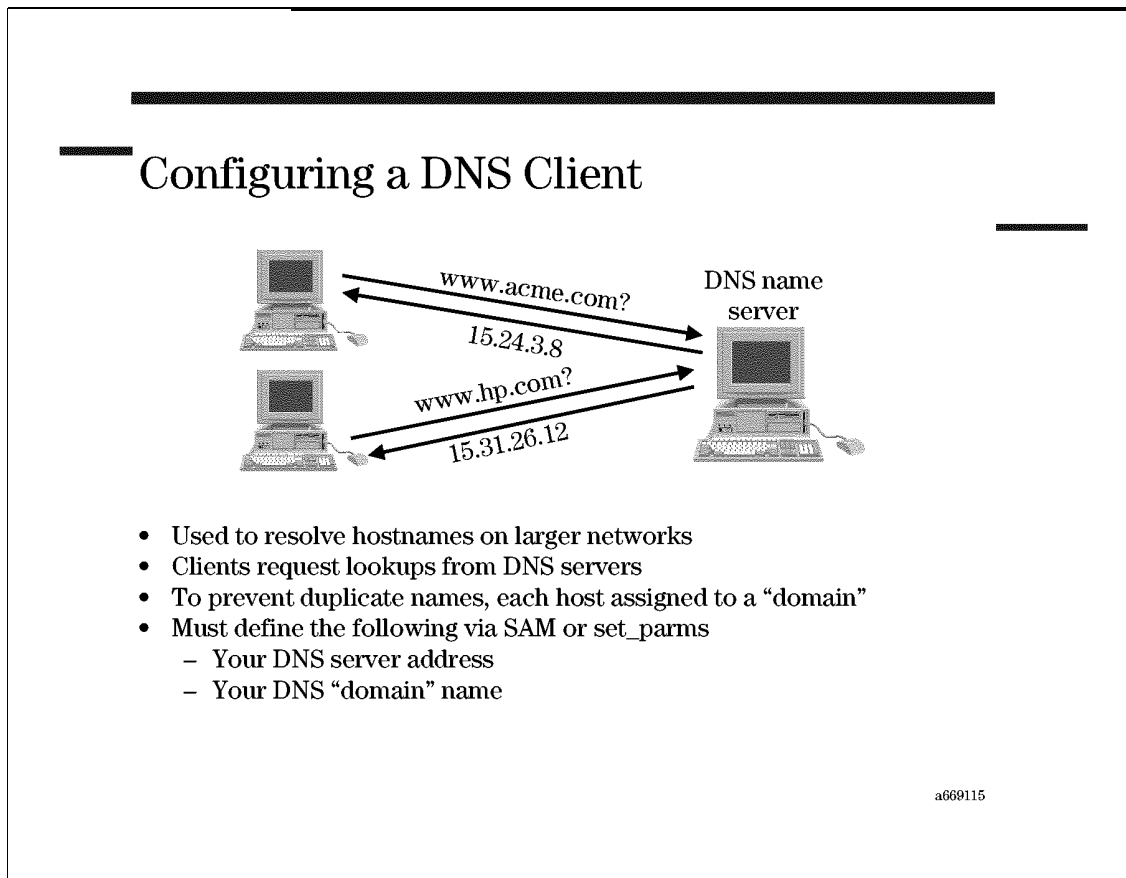 Configuring a DNS Client
www.acme.com?
15.24.3.8
DNS name
server
www.hp.com?
15.31.26.12
• Used to resolve hostnames on larger networks
• Clients request lookups from DNS servers
• To prevent duplicate names, each host assigned to a “domain”
• Must define the following via SAM or set_parms
– Your DNS server address
– Your DNS “domain” name
a669115